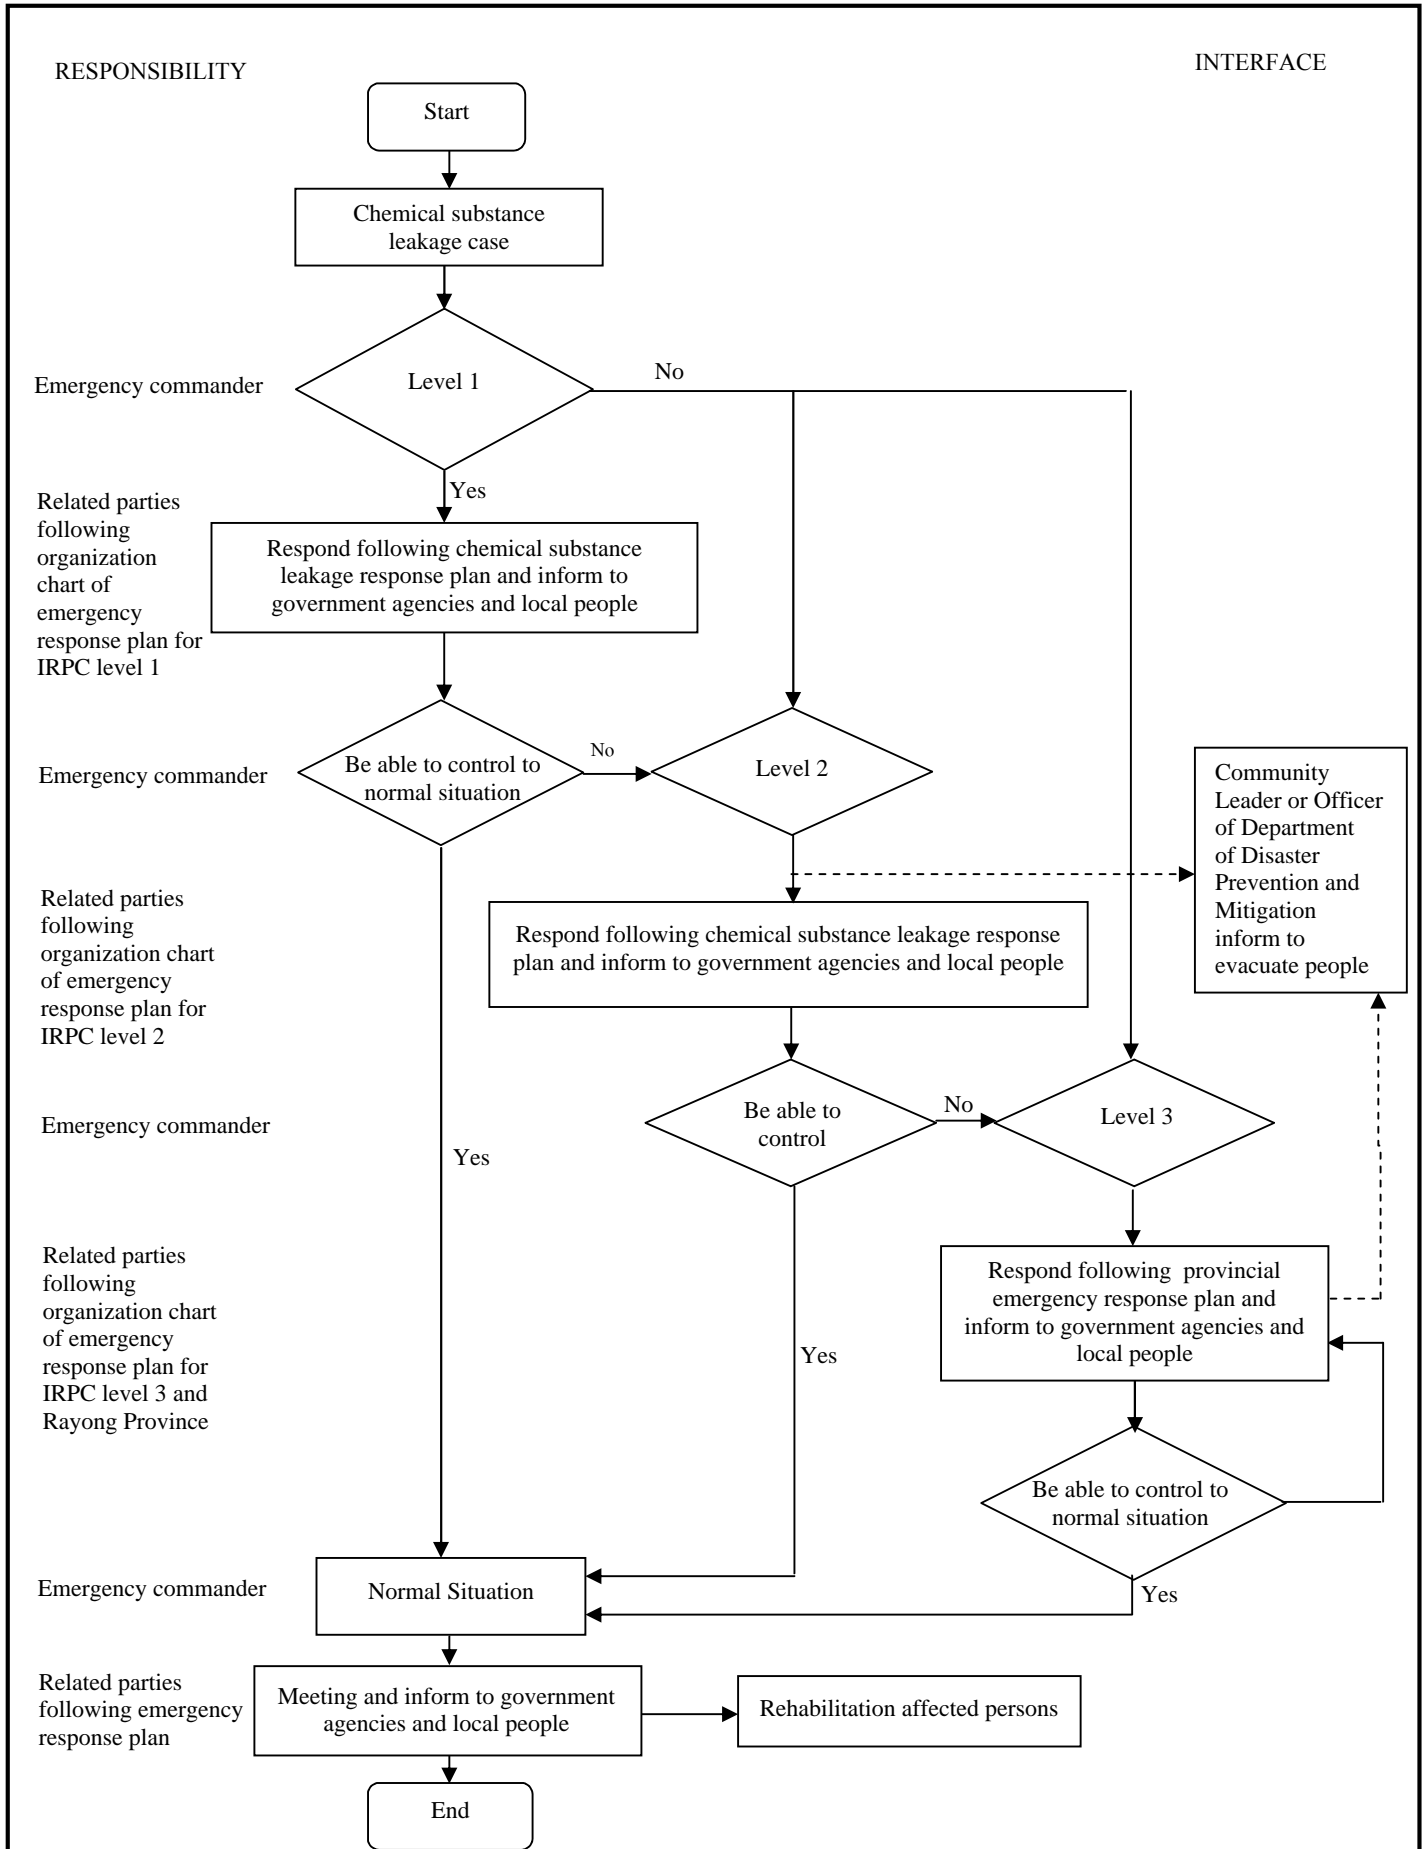 RESPONSIBILITY
INTERFACE
Start
Chemical substance
leakage case
Emergency commander
Level 1
No
Yes
Related parties
following
organization
chart of
emergency
response plan for
IRPC level 1
Respond following chemical substance
leakage response plan and inform to
government agencies and local people
Emergency commander
Be able to control to
normal situation
No
Level 2
Community
Leader or Officer
of Department
of Disaster
Prevention and
Mitigation
inform to
evacuate people
Related parties
following
organization chart
of emergency
response plan for
IRPC level 2
Respond following chemical substance leakage response
plan and inform to government agencies and local people
Emergency commander
Yes
Be able to
control
No
Level 3
Related parties
following
organization chart
of emergency
response plan for
IRPC level 3 and
Rayong Province
Yes
Respond following  provincial
emergency response plan and
inform to government agencies and
local people
Be able to control to
normal situation
Yes
Emergency commander
Normal Situation
Related parties
following emergency
response plan
Meeting and inform to government
agencies and local people
Rehabilitation affected persons
End